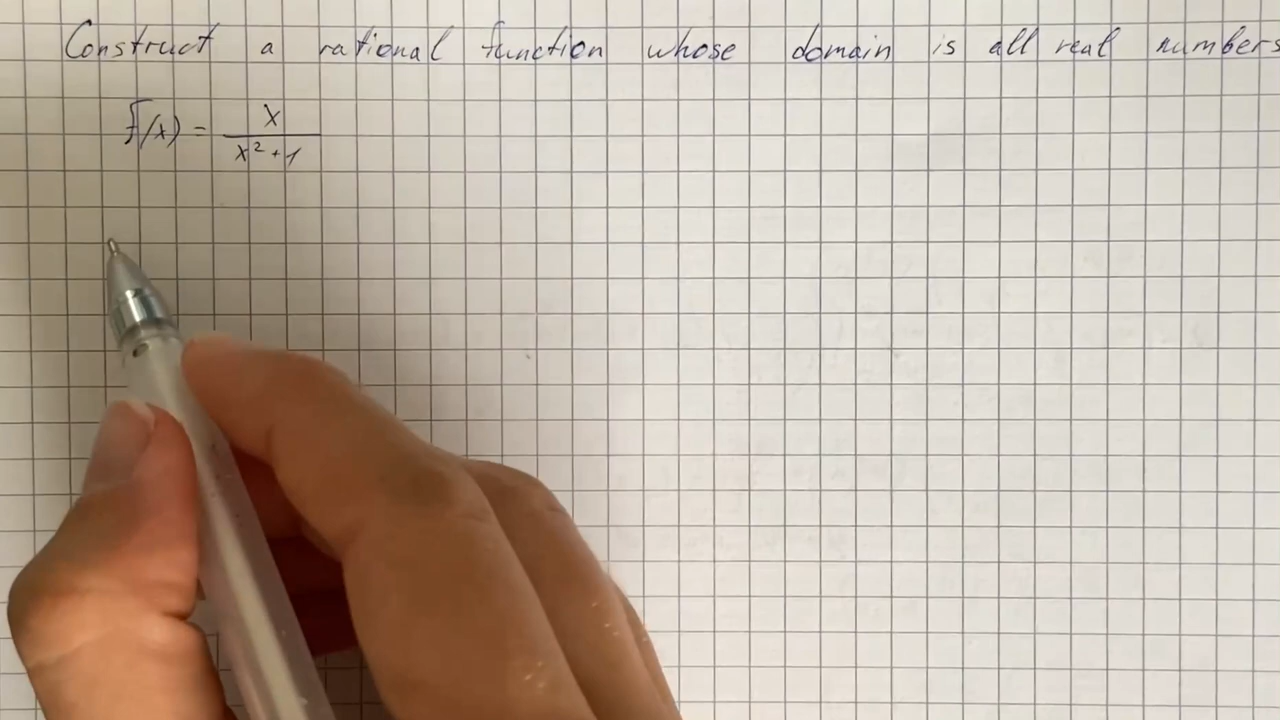 Construct a rational function whose domain is all real numbers
f(x) = x / (x² + 1)